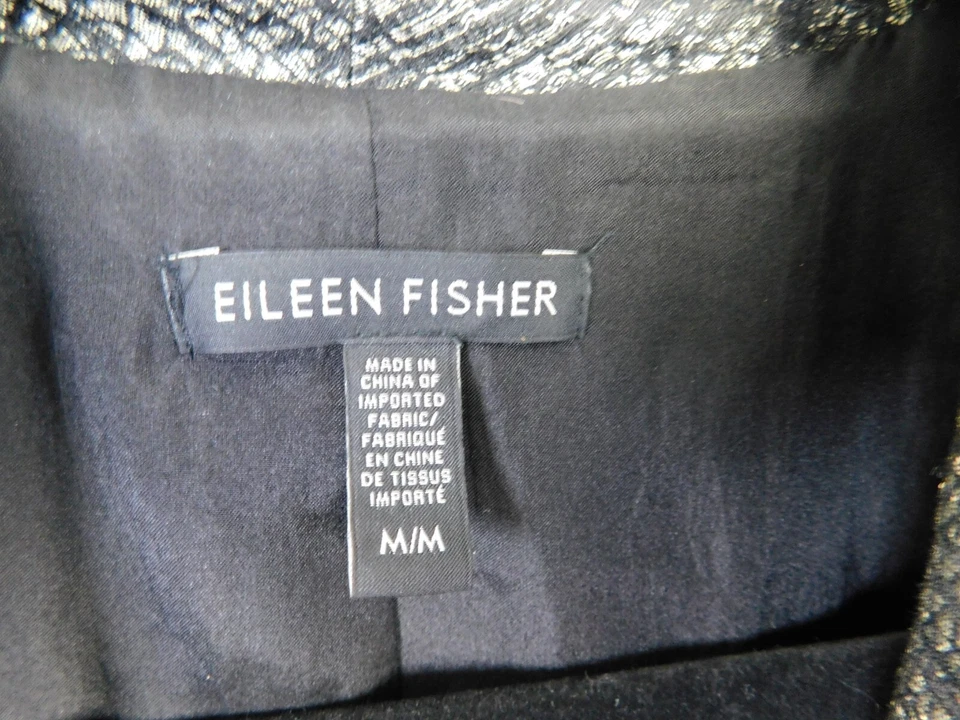 EILEEN FISHER
MADE IN
CHINA OF
IMPORTED
FABRIC/
FABRIQUÉ
EN CHINE
DE TISSUS
IMPORTÉ
M/M